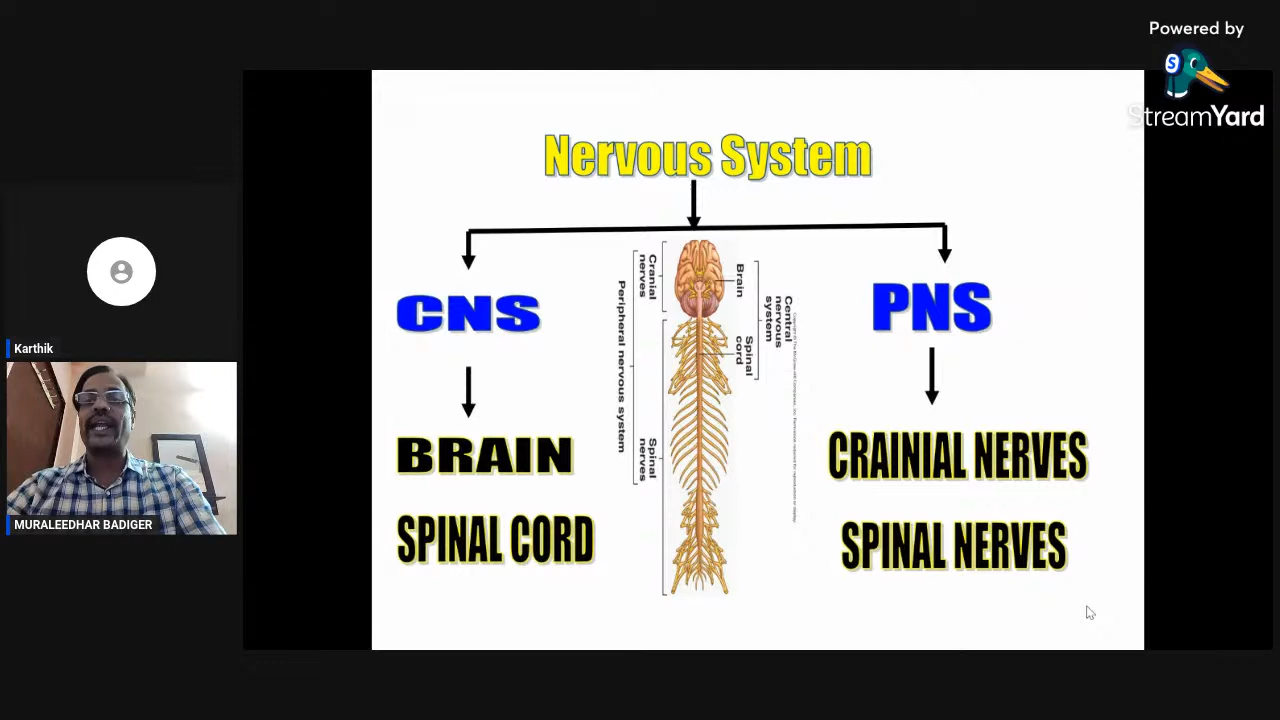 Powered by
S
StreamYard
Nervous System
CNS
PNS
BRAIN
SPINAL CORD
CRAINIAL NERVES
SPINAL NERVES
Cranial
nerves
Peripheral nervous system
Spinal
nerves
Brain
Spinal
cord
Central
nervous
system
Karthik
MURALEEDHAR BADIGER